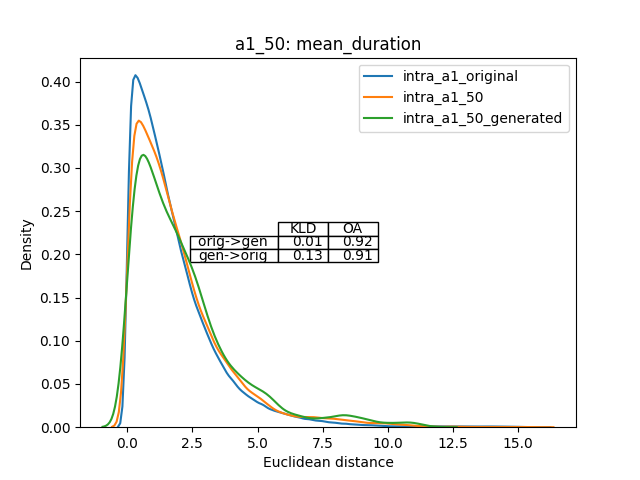 a1_50: mean_duration
intra_a1_original
intra_a1_50
intra_a1_50_generated
KLD OA
orig->gen 0.01 0.92
gen->orig 0.13 0.91
Density
0.40
0.35
0.30
0.25
0.20
0.15
0.10
0.05
0.00
0.0 2.5 5.0 7.5 10.0 12.5 15.0
Euclidean distance